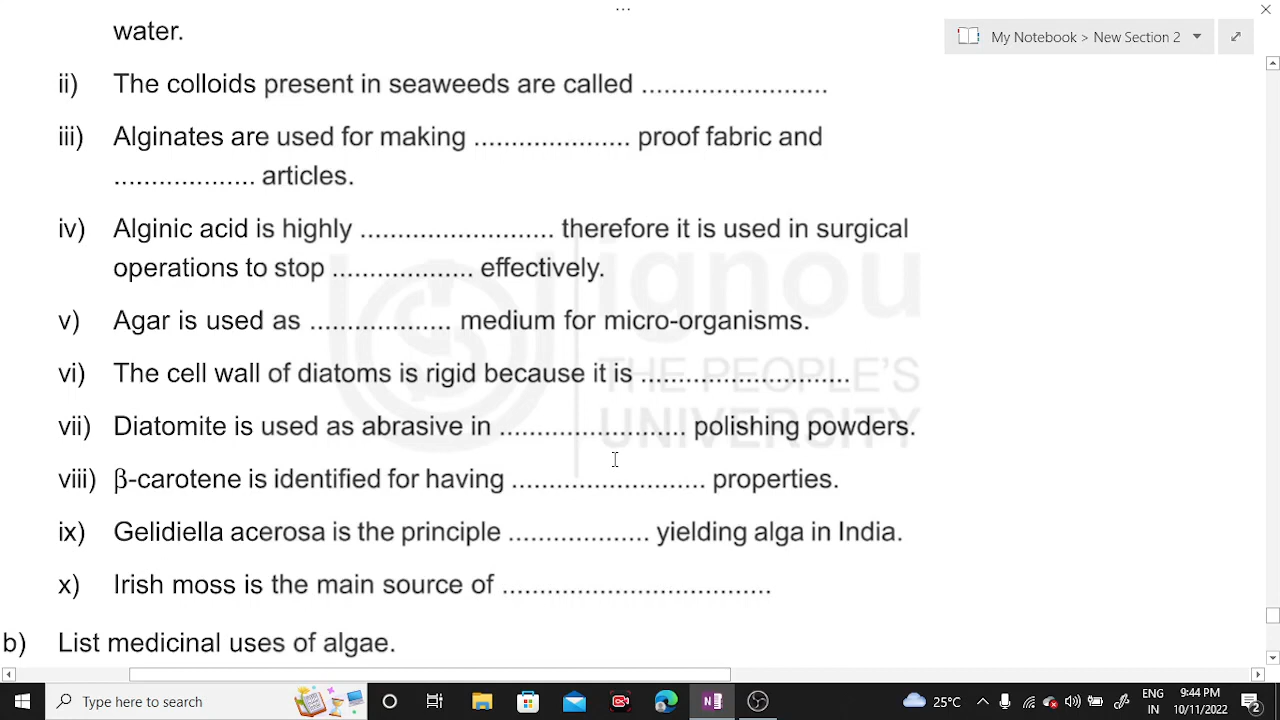 ...
My Notebook > New Section 2
water.
ii) The colloids present in seaweeds are called .........................
iii) Alginates are used for making ..................... proof fabric and
................... articles.
iv) Alginic acid is highly .......................... therefore it is used in surgical
operations to stop ................... effectively.
v) Agar is used as ................... medium for micro-organisms.
vi) The cell wall of diatoms is rigid because it is ............................
vii) Diatomite is used as abrasive in ......................... polishing powders.
viii) β-carotene is identified for having .......................... properties.
ix) Gelidiella acerosa is the principle ................... yielding alga in India.
x) Irish moss is the main source of ....................................
b) List medicinal uses of algae.
ignou
THE PEOPLE'S
UNIVERSITY
Type here to search
25°C
ENG
IN
9:44 PM
10/11/2022
2